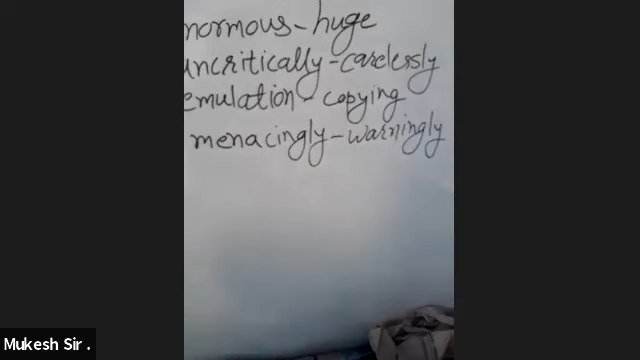 normous - huge
uncritically - carelessly
emulation - copying
menacingly - warningly
Mukesh Sir .